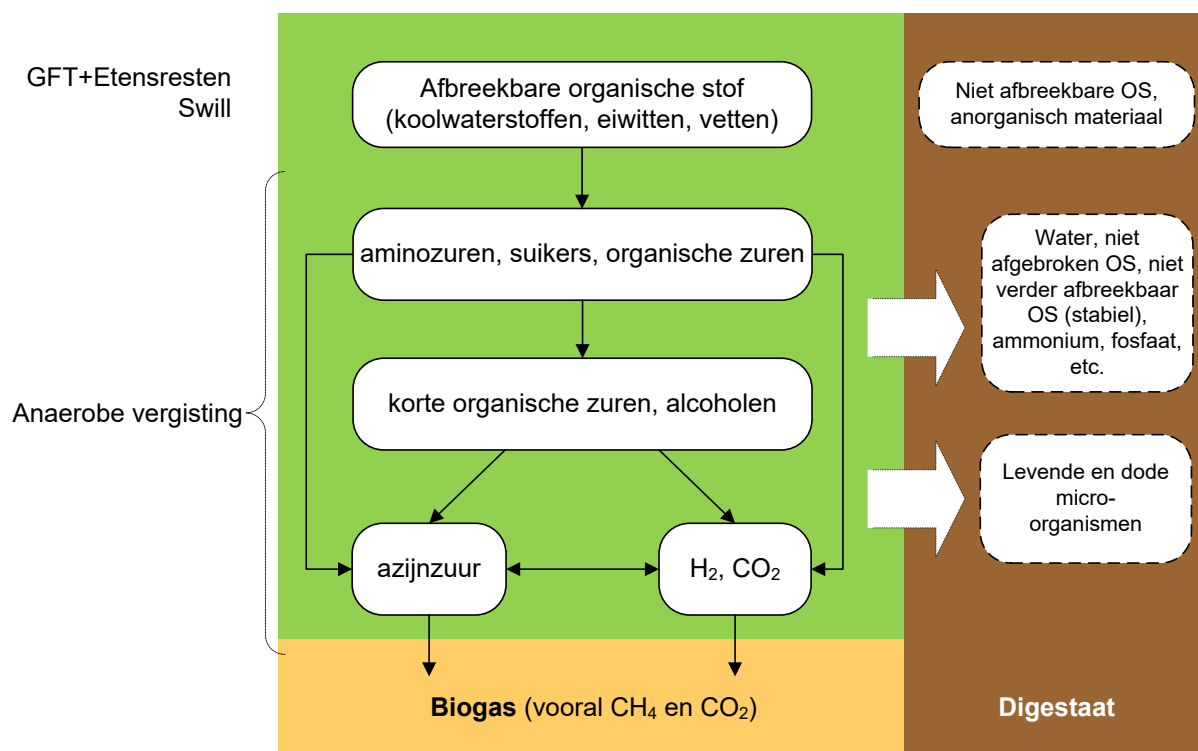 GFT+Etensresten
Swill
Afbreekbare organische stof
(koolwaterstoffen, eiwitten, vetten)
Niet afbreekbare OS,
anorganisch materiaal
aminozuren, suikers, organische zuren
Water, niet
afgebroken OS, niet
verder afbreekbaar
OS (stabiel),
ammonium, fosfaat,
etc.
Anaerobe vergisting
korte organische zuren, alcoholen
Levende en dode
micro-
organismen
azijnzuur
H₂, CO₂
Biogas (vooral CH₄ en CO₂)
Digestaat